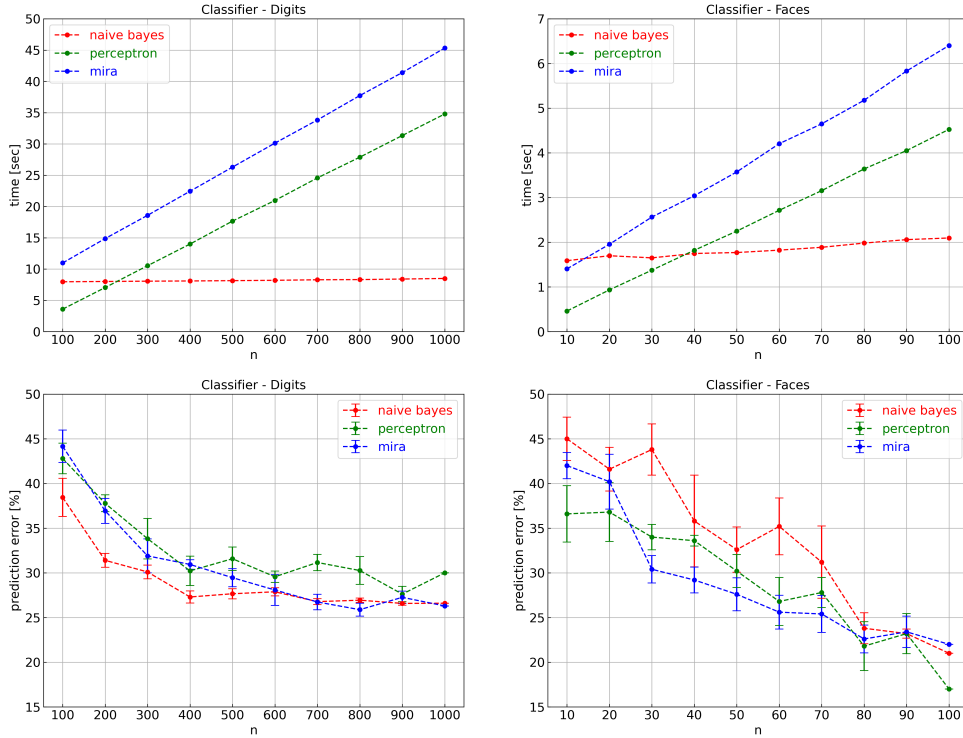 Classifier - Digits
time [sec]
50
45
40
35
30
25
20
15
10
5
0
naive bayes
perceptron
mira
100 200 300 400 500 600 700 800 900 1000
n
Classifier - Faces
time [sec]
7
6
5
4
3
2
1
0
naive bayes
perceptron
mira
10 20 30 40 50 60 70 80 90 100
n
Classifier - Digits
prediction error [%]
50
45
40
35
30
25
20
15
naive bayes
perceptron
mira
100 200 300 400 500 600 700 800 900 1000
n
Classifier - Faces
prediction error [%]
50
45
40
35
30
25
20
15
naive bayes
perceptron
mira
10 20 30 40 50 60 70 80 90 100
n